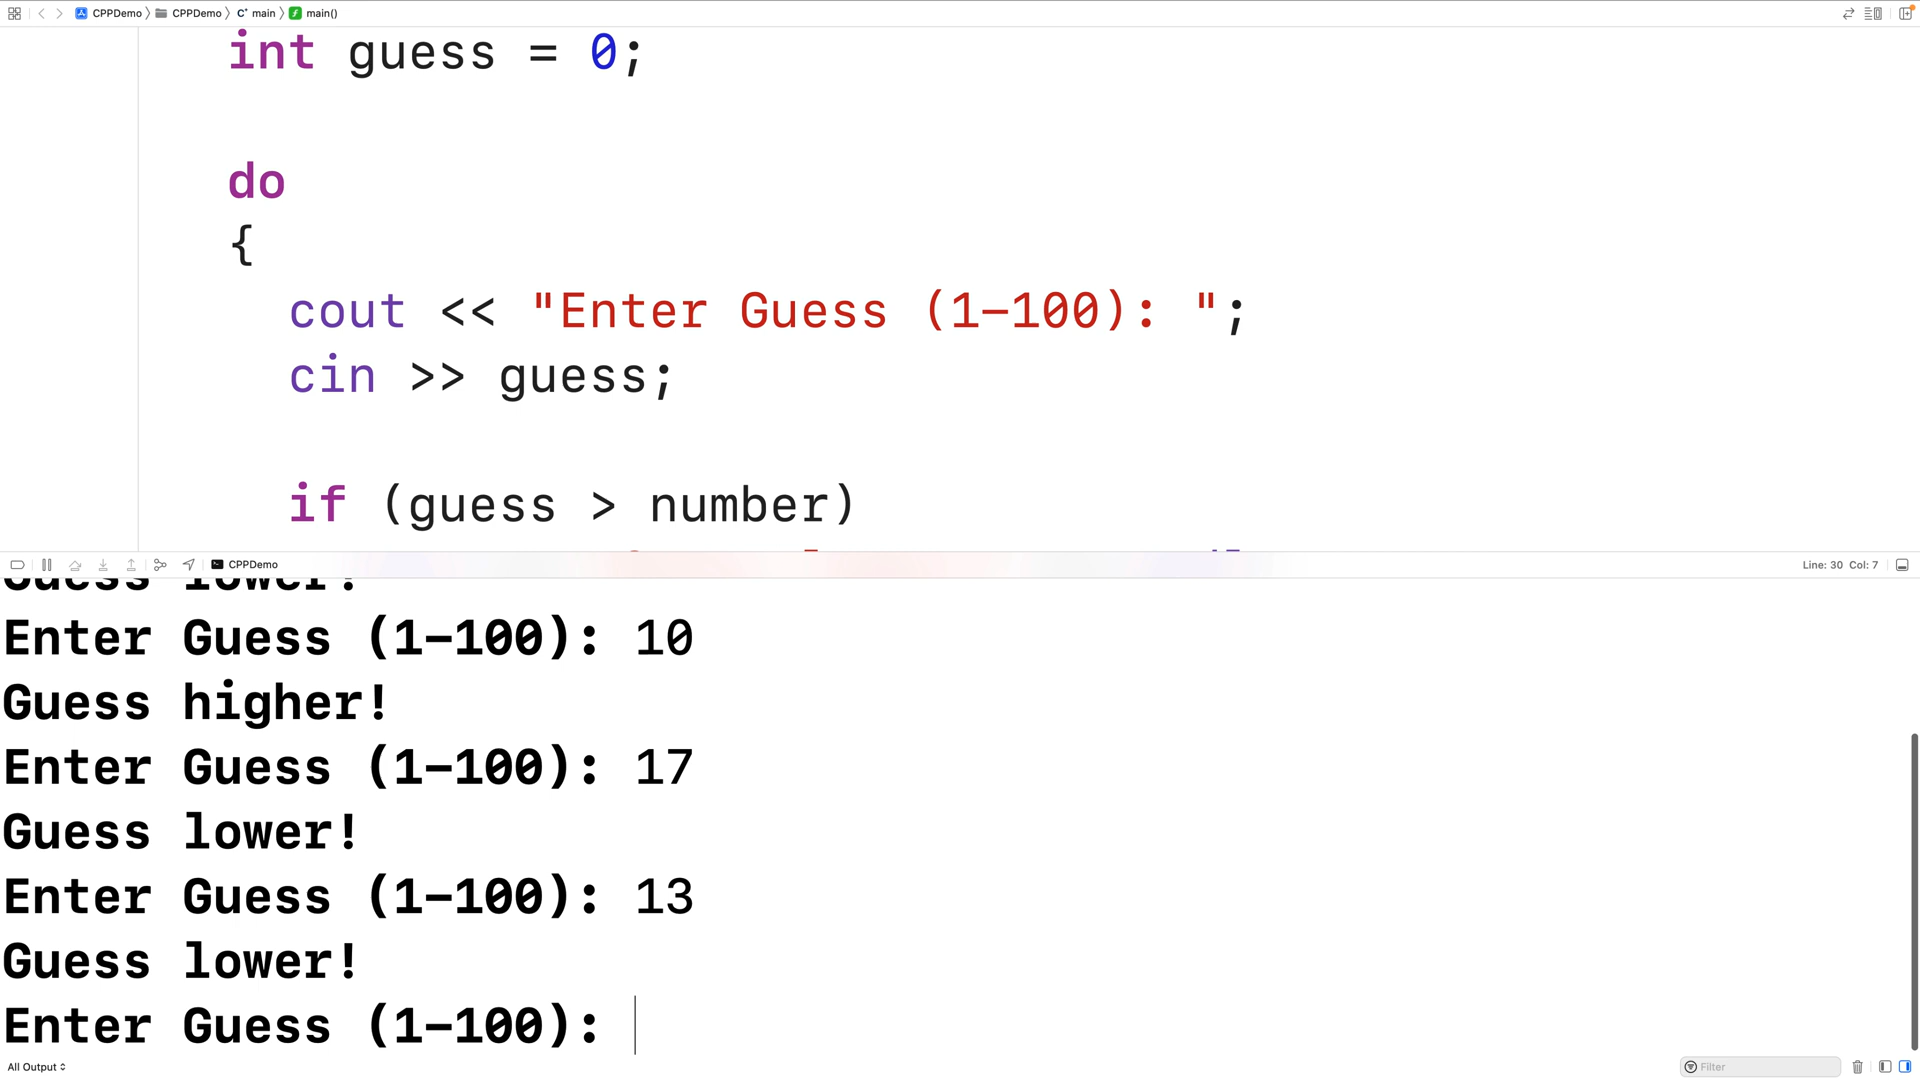 CPPDemo CPPDemo C+ main f main()
int guess = 0;
do
{
cout << "Enter Guess (1-100): ";
cin >> guess;
if (guess > number)
CPPDemo Line: 30 Col: 7
Guess lower!
Enter Guess (1-100): 10
Guess higher!
Enter Guess (1-100): 17
Guess lower!
Enter Guess (1-100): 13
Guess lower!
Enter Guess (1-100):
All Output Filter